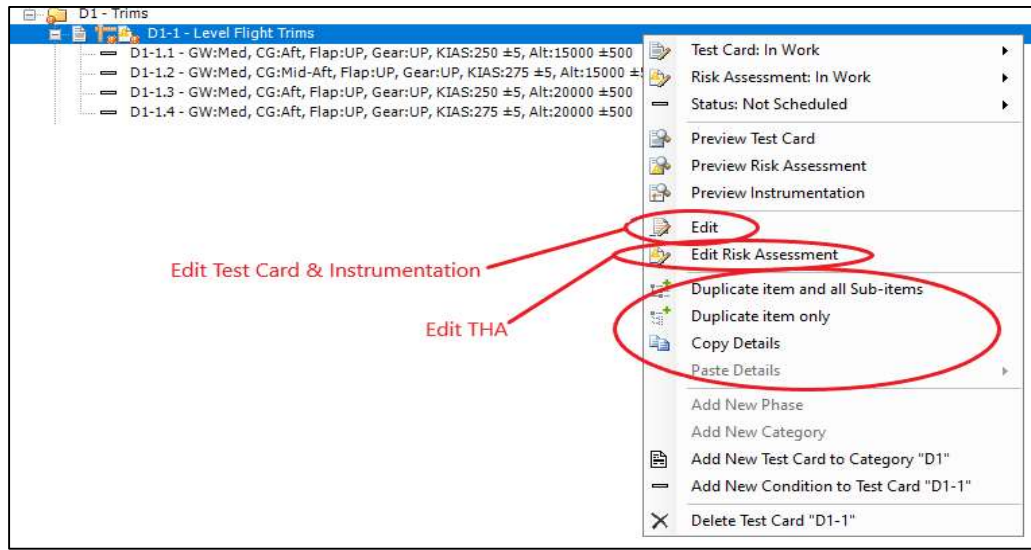 D1 - Trims
D1-1 - Level Flight Trims
D1-1.1 - GW:Med, CG:Aft, Flap:UP, Gear:UP, KIAS:250 ±5, Alt:15000 ±500
D1-1.2 - GW:Med, CG:Mid-Aft, Flap:UP, Gear:UP, KIAS:275 ±5, Alt:15000
D1-1.3 - GW:Med, CG:Aft, Flap:UP, Gear:UP, KIAS:250 ±5, Alt:20000 ±500
D1-1.4 - GW:Med, CG:Aft, Flap:UP, Gear:UP, KIAS:275 ±5, Alt:20000 ±500
Test Card: In Work
Risk Assessment: In Work
Status: Not Scheduled
Preview Test Card
Preview Risk Assessment
Preview Instrumentation
Edit
Edit Risk Assessment
Edit Test Card & Instrumentation
Edit THA
Duplicate item and all Sub-items
Duplicate item only
Copy Details
Paste Details
Add New Phase
Add New Category
Add New Test Card to Category "D1"
Add New Condition to Test Card "D1-1"
Delete Test Card "D1-1"